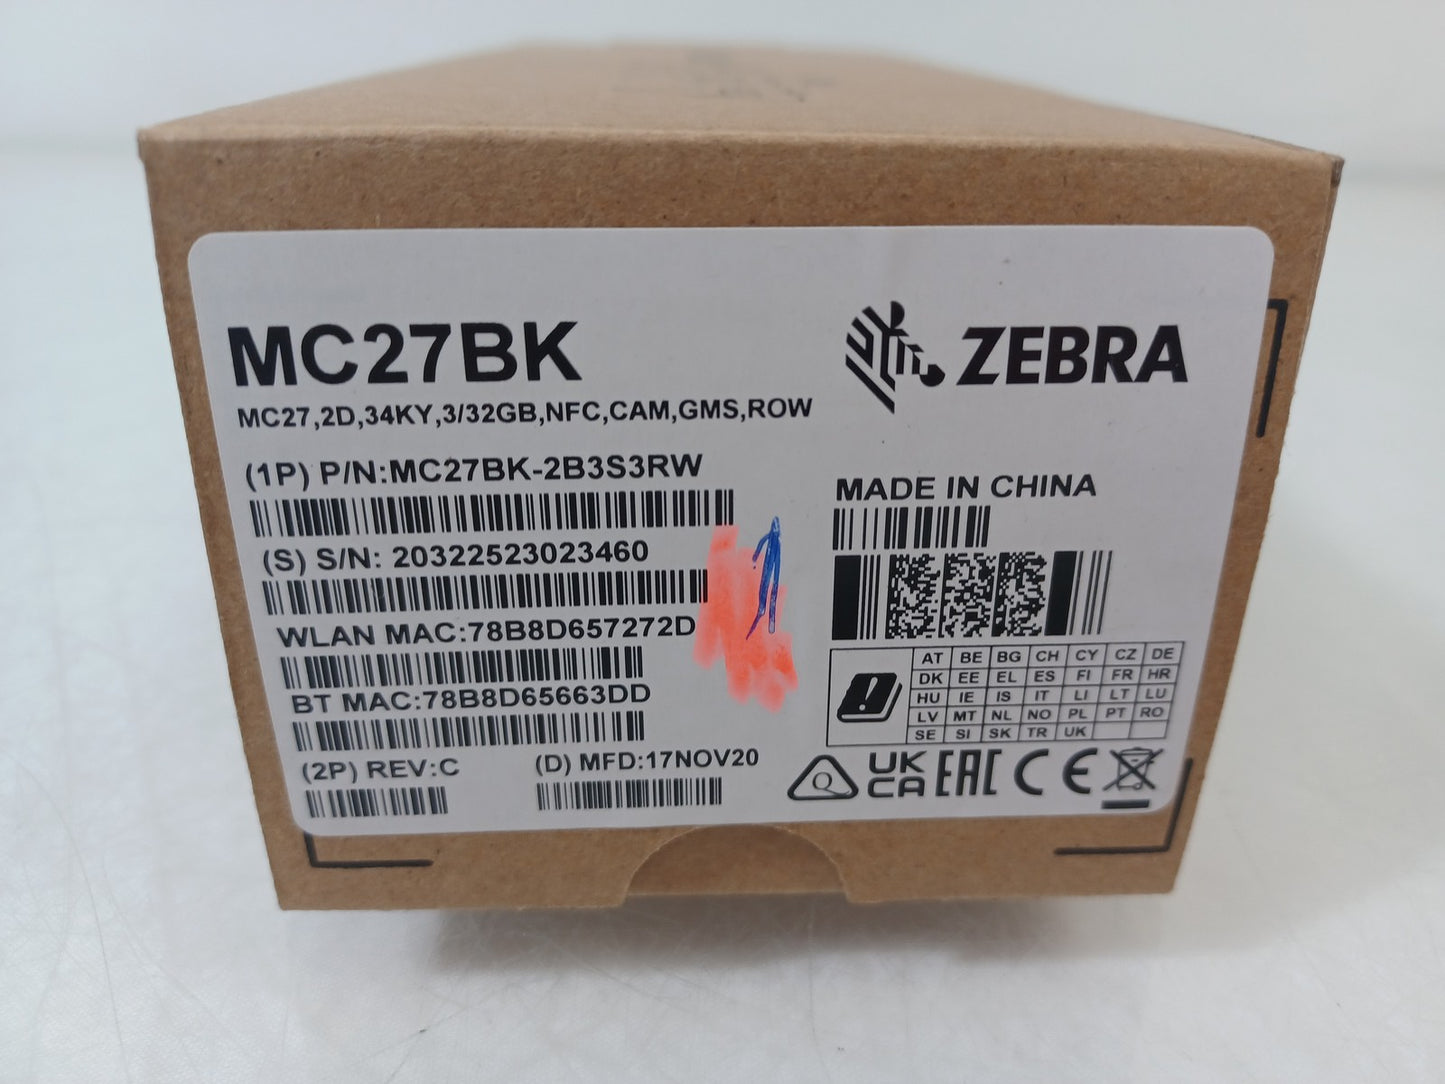 MC27BK
ZEBRA
MC27,2D,34KY,3/32GB,NFC,CAM,GMS,ROW
(1P) P/N:MC27BK-2B3S3RW
MADE IN CHINA
(S) S/N: 20322523023460
WLAN MAC:78B8D657272D
BT MAC:78B8D65663DD
(2P) REV:C
(D) MFD:17NOV20
AT BE BG CH CY CZ DE
DK EE EL ES FI FR HR
HU IE IS IT LI LT LU
LV MT NL NO PL PT RO
SE SI SK TR UK
Q UK CA EAC CE